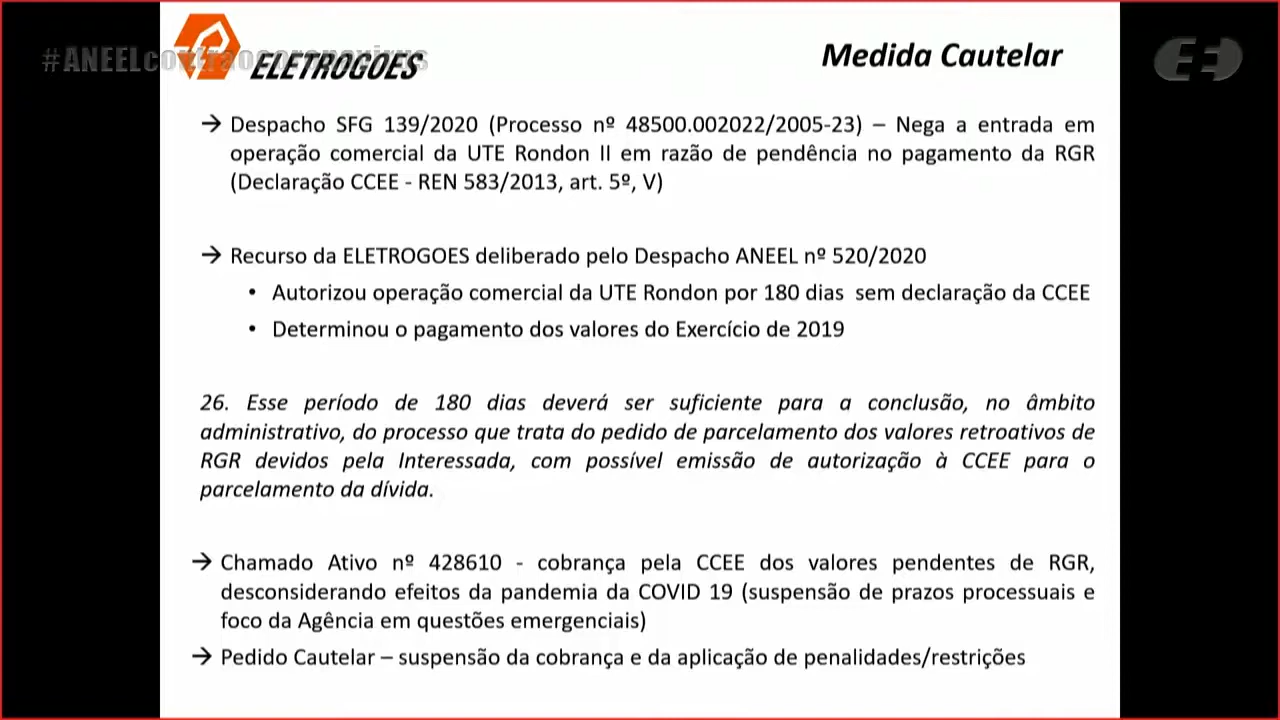 #ANEELcontraocoronavirus
ELETROGOES
Medida Cautelar
→ Despacho SFG 139/2020 (Processo nº 48500.002022/2005-23) – Nega a entrada em
operação comercial da UTE Rondon II em razão de pendência no pagamento da RGR
(Declaração CCEE - REN 583/2013, art. 5º, V)
→ Recurso da ELETROGOES deliberado pelo Despacho ANEEL nº 520/2020
• Autorizou operação comercial da UTE Rondon por 180 dias sem declaração da CCEE
• Determinou o pagamento dos valores do Exercício de 2019
26. Esse período de 180 dias deverá ser suficiente para a conclusão, no âmbito
administrativo, do processo que trata do pedido de parcelamento dos valores retroativos de
RGR devidos pela Interessada, com possível emissão de autorização à CCEE para o
parcelamento da dívida.
→ Chamado Ativo nº 428610 - cobrança pela CCEE dos valores pendentes de RGR,
desconsiderando efeitos da pandemia da COVID 19 (suspensão de prazos processuais e
foco da Agência em questões emergenciais)
→ Pedido Cautelar – suspensão da cobrança e da aplicação de penalidades/restrições